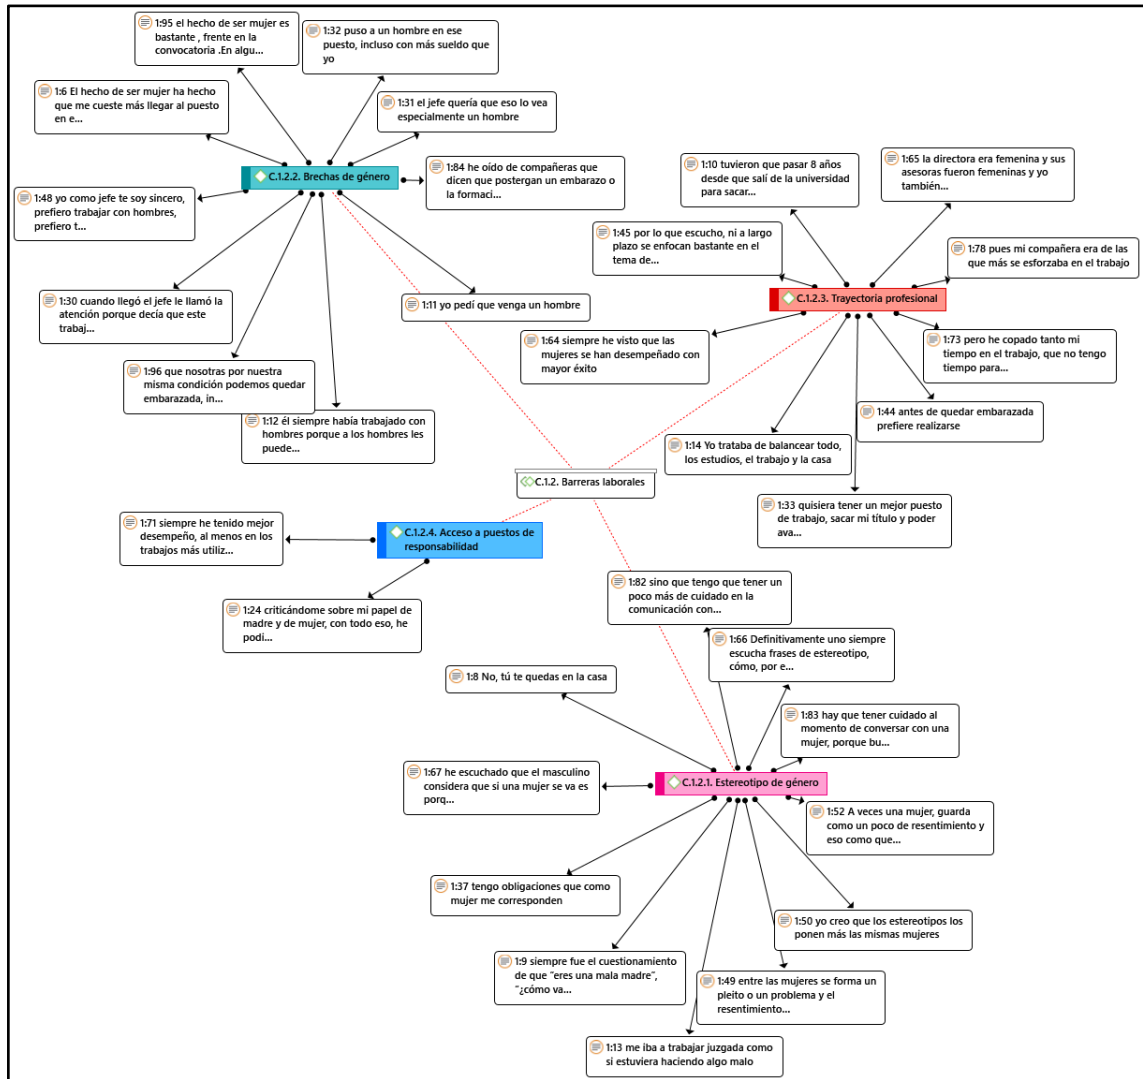 1:95 el hecho de ser mujer es
bastante , frente en la
convocatoria .En algu...
1:32 puso a un hombre en ese
puesto, incluso con más sueldo que
yo
1:6 El hecho de ser mujer ha hecho
que me cueste más llegar al puesto
en e...
1:31 el jefe quería que eso lo vea
especialmente un hombre
C.1.2.2. Brechas de género
1:84 he oído de compañeras que
dicen que postergan un embarazo o
la formaci...
1:48 yo como jefe te soy sincero,
prefiero trabajar con hombres,
prefiero t...
1:30 cuando llegó el jefe le llamó la
atención porque decía que este
trabaj...
1:11 yo pedí que venga un hombre
1:96 que nosotras por nuestra
misma condición podemos quedar
embarazada, in...
1:12 él siempre había trabajado con
hombres porque a los hombres les
puede...
1:10 tuvieron que pasar 8 años
desde que salí de la universidad
para sacar...
1:65 la directora era femenina y sus
asesoras fueron femeninas y yo
también...
1:45 por lo que escucho, ni a largo
plazo se enfocan bastante en el
tema de...
1:78 pues mi compañera era de las
que más se esforzaba en el trabajo
C.1.2.3. Trayectoria profesional
1:64 siempre he visto que las
mujeres se han desempeñado con
mayor éxito
1:73 pero he copado tanto mi
tiempo en el trabajo, que no tengo
tiempo para...
1:44 antes de quedar embarazada
prefiere realizarse
1:14 Yo trataba de balancear todo,
los estudios, el trabajo y la casa
1:33 quisiera tener un mejor puesto
de trabajo, sacar mi título y poder
ava...
C.1.2. Barreras laborales
1:71 siempre he tenido mejor
desempeño, al menos en los
trabajos más utiliz...
C.1.2.4. Acceso a puestos de
responsabilidad
1:24 criticándome sobre mi papel de
madre y de mujer, con todo eso, he
podi...
1:82 sino que tengo que tener un
poco más de cuidado en la
comunicación con...
1:66 Definitivamente uno siempre
escucha frases de estereotipo,
cómo, por e...
1:8 No, tú te quedas en la casa
1:83 hay que tener cuidado al
momento de conversar con una
mujer, porque bu...
1:67 he escuchado que el masculino
considera que si una mujer se va es
porq...
C.1.2.1. Estereotipo de género
1:52 A veces una mujer, guarda
como un poco de resentimiento y
eso como que...
1:37 tengo obligaciones que como
mujer me corresponden
1:50 yo creo que los estereotipos los
ponen más las mismas mujeres
1:9 siempre fue el cuestionamiento
de que “eres una mala madre”,
“¿cómo va...
1:49 entre las mujeres se forma un
pleito o un problema y el
resentimiento...
1:13 me iba a trabajar juzgada como
si estuviera haciendo algo malo